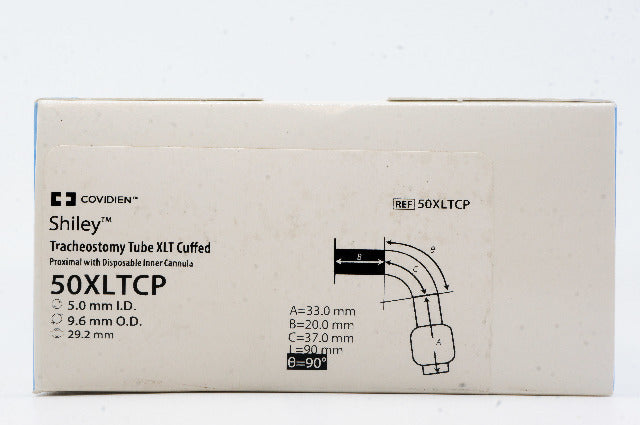 COVIDIEN™
Shiley™
Tracheostomy Tube XLT Cuffed
Proximal with Disposable Inner Cannula
50XLTCP
5.0 mm I.D.
9.6 mm O.D.
29.2 mm
REF 50XLTCP
B
C
θ
A
A=33.0 mm
B=20.0 mm
C=37.0 mm
L=90 mm
θ=90°